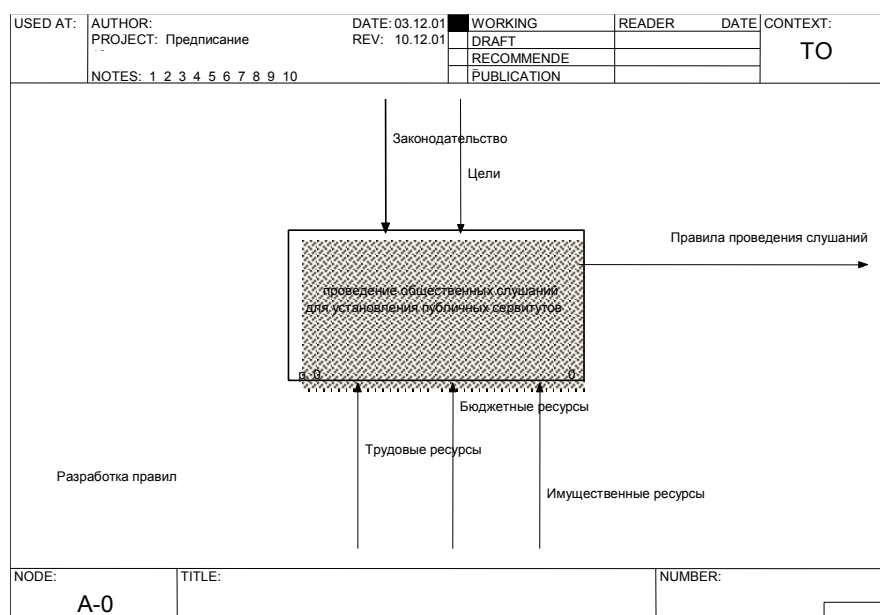 USED AT: AUTHOR: DATE: 03.12.01 WORKING READER DATE CONTEXT:
PROJECT: Предписание REV: 10.12.01 DRAFT TO
RECOMMENDE
NOTES: 1 2 3 4 5 6 7 8 9 10 PUBLICATION
Законодательство
Цели
Правила проведения слушаний
проведение общественных слушаний
для установления публичных сервитутов
р. 0 0
Бюджетные ресурсы
Трудовые ресурсы
Разработка правил
Имущественные ресурсы
NODE: TITLE: NUMBER:
A-0